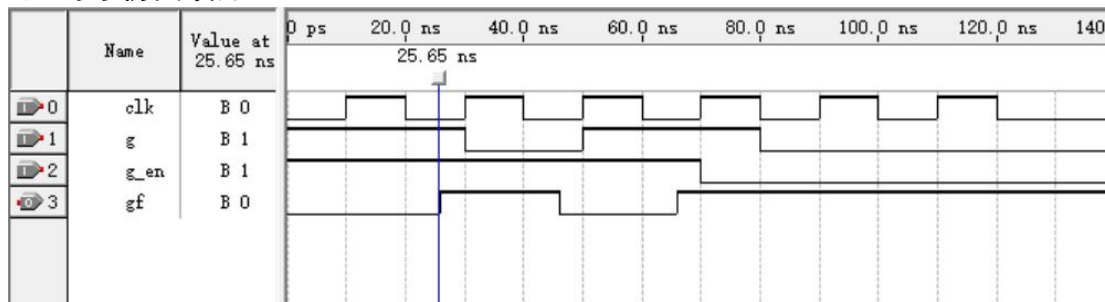 Name
Value at
25.65 ns
0 ps
20.0 ns
40.0 ns
60.0 ns
80.0 ns
100.0 ns
120.0 ns
140
25.65 ns
0
clk
B 0
1
g
B 1
2
g_en
B 1
3
gf
B 0